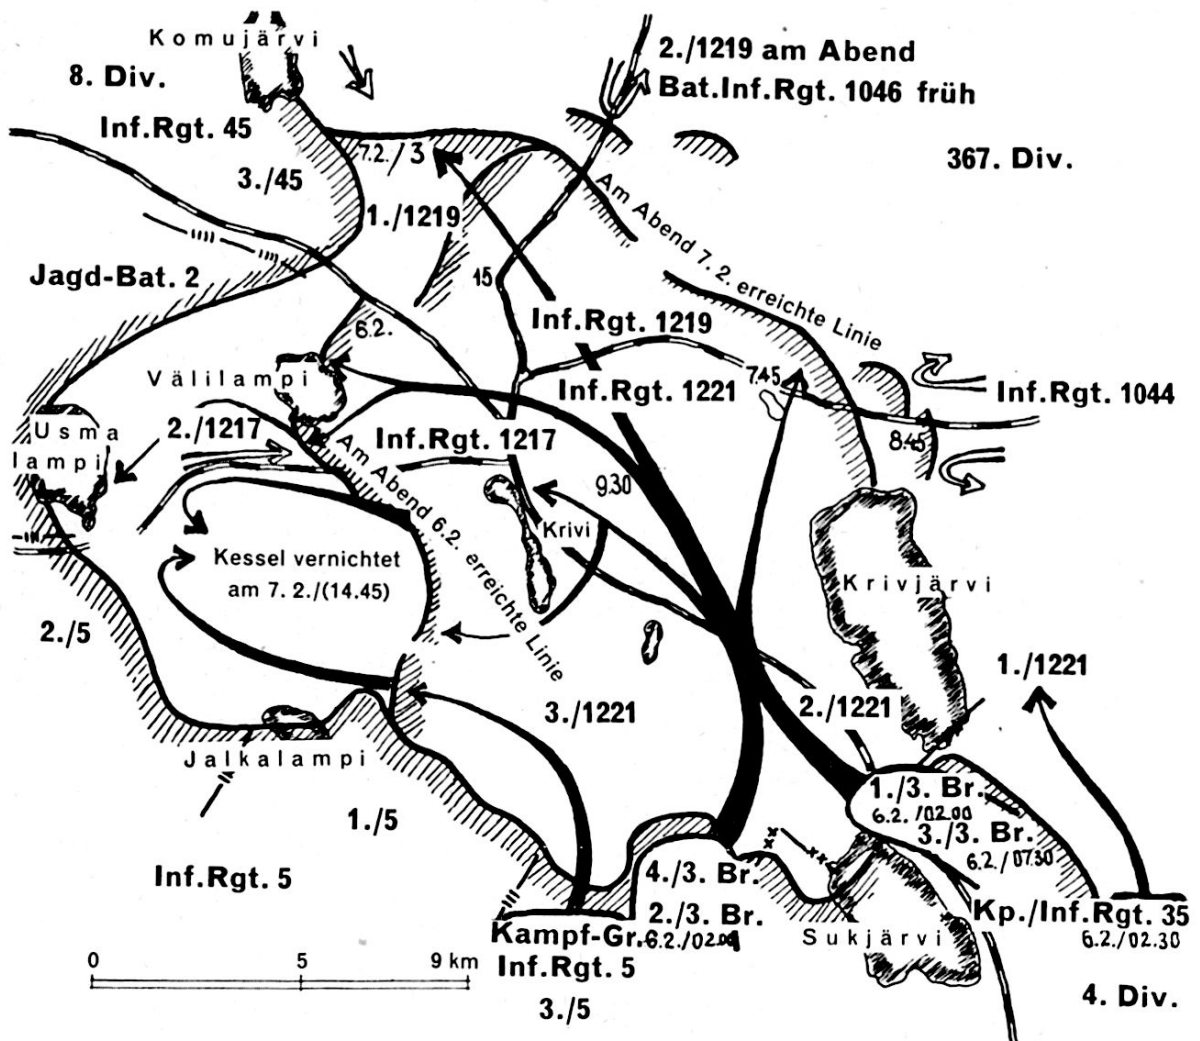 Komujärvi
2./1219 am Abend
8. Div.
Bat.Inf.Rgt. 1046 früh
Inf.Rgt. 45
7.2./3
367. Div.
3./45
1./1219
Am Abend 7. 2. erreichte Linie
Jagd-Bat. 2
15
6.2.
Inf.Rgt. 1219
Välilampi
Inf.Rgt. 1221
7.45
Inf.Rgt. 1044
Usma
lampi
2./1217
Inf.Rgt. 1217
8.45
Am Abend 6.2. erreichte Linie
9.30
Krivi
Kessel vernichtet
am 7. 2./(14.45)
Krivjärvi
2./5
1./1221
3./1221
2./1221
Jalkalampi
1./3. Br.
6.2./02.00
1./5
3./3. Br.
6.2./07.30
Inf.Rgt. 5
4./3. Br.
2./3. Br.
Kp./Inf.Rgt. 35
Kampf-Gr.
6.2./02.00
Sukjärvi
6.2./02.30
Inf.Rgt. 5
0 5 9 km
3./5
4. Div.